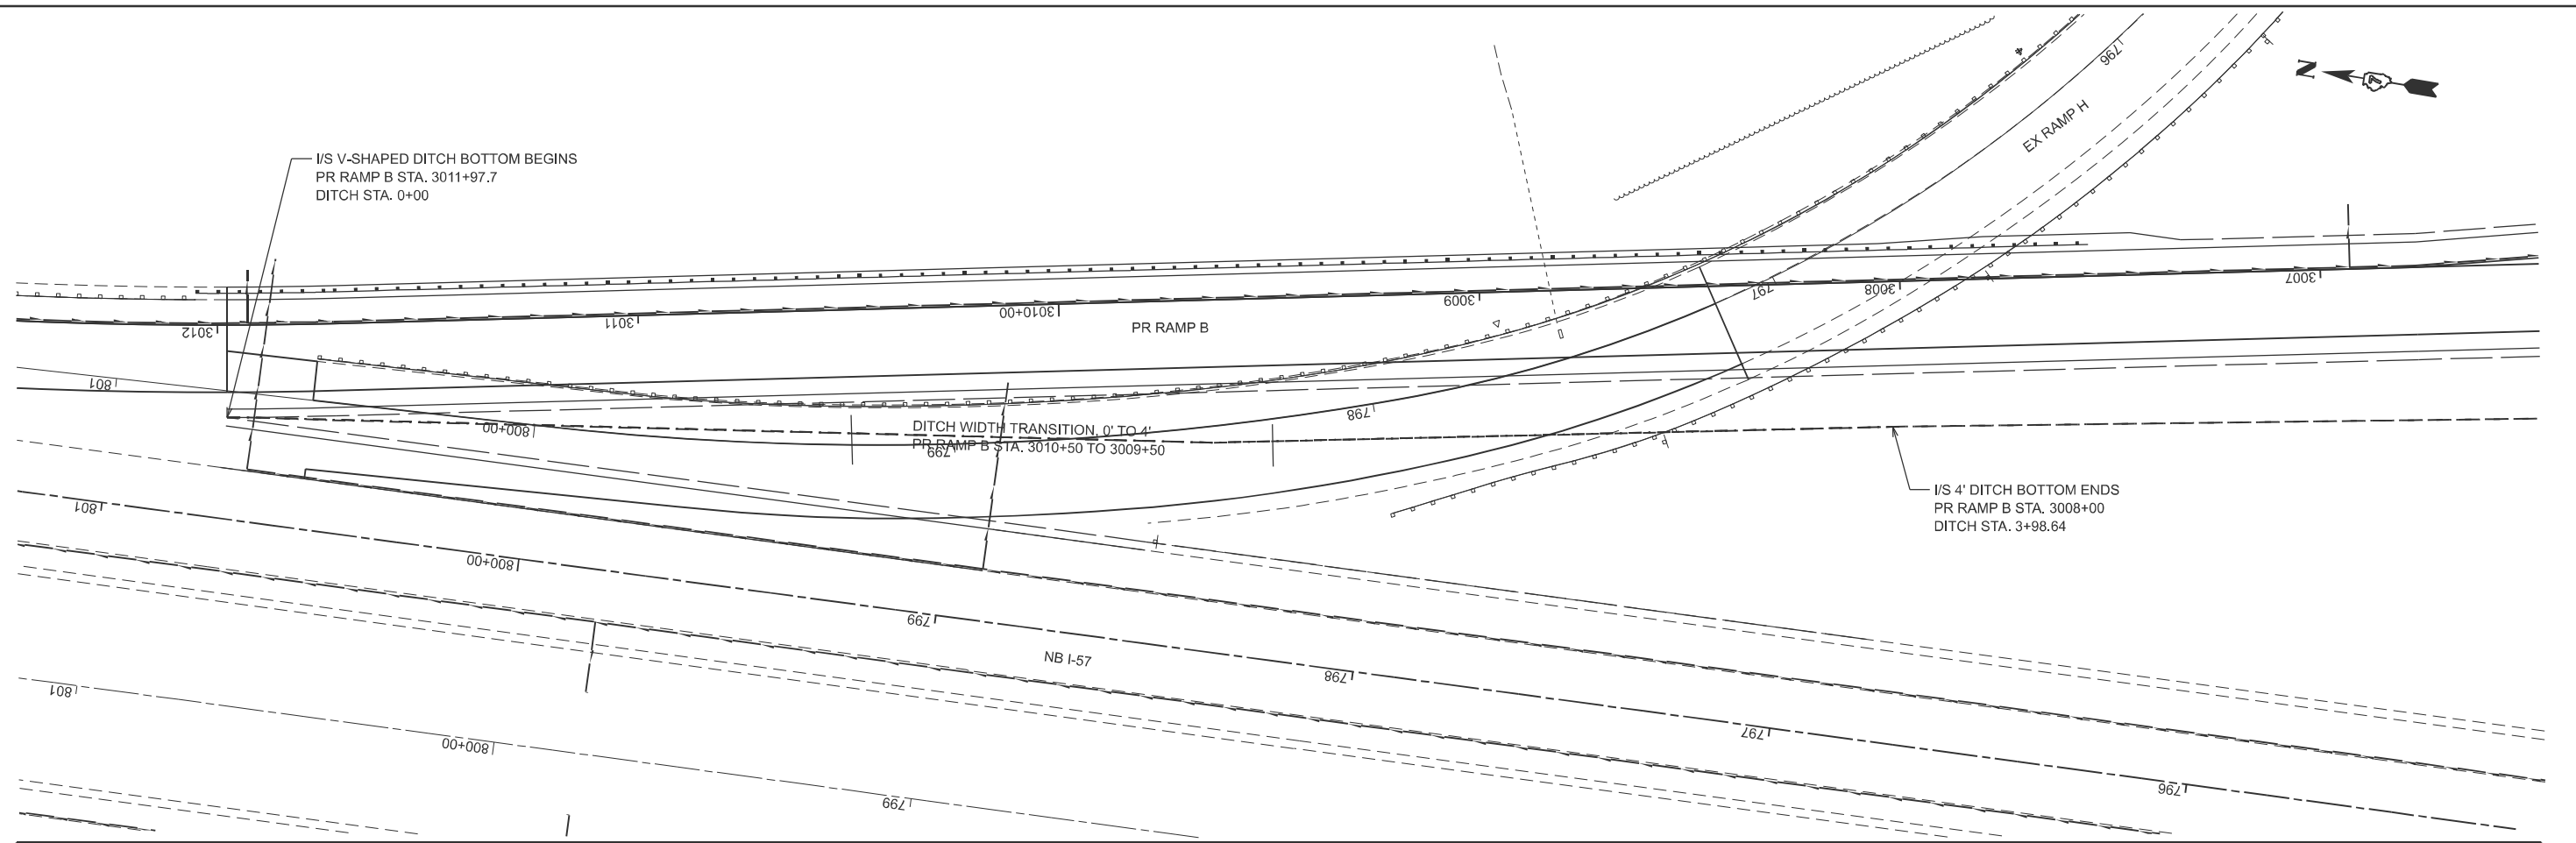 796
N
EX RAMP H
I/S V-SHAPED DITCH BOTTOM BEGINS
PR RAMP B STA. 3011+97.7
DITCH STA. 0+00
3012
3011
3010+00
3009
797
3008
3007
PR RAMP B
801
800+00
798
DITCH WIDTH TRANSITION, 0' TO 4'
PR RAMP B STA. 3010+50 TO 3009+50
799
I/S 4' DITCH BOTTOM ENDS
PR RAMP B STA. 3008+00
DITCH STA. 3+98.64
801
800+00
799
NB I-57
798
797
796
801
800+00
799